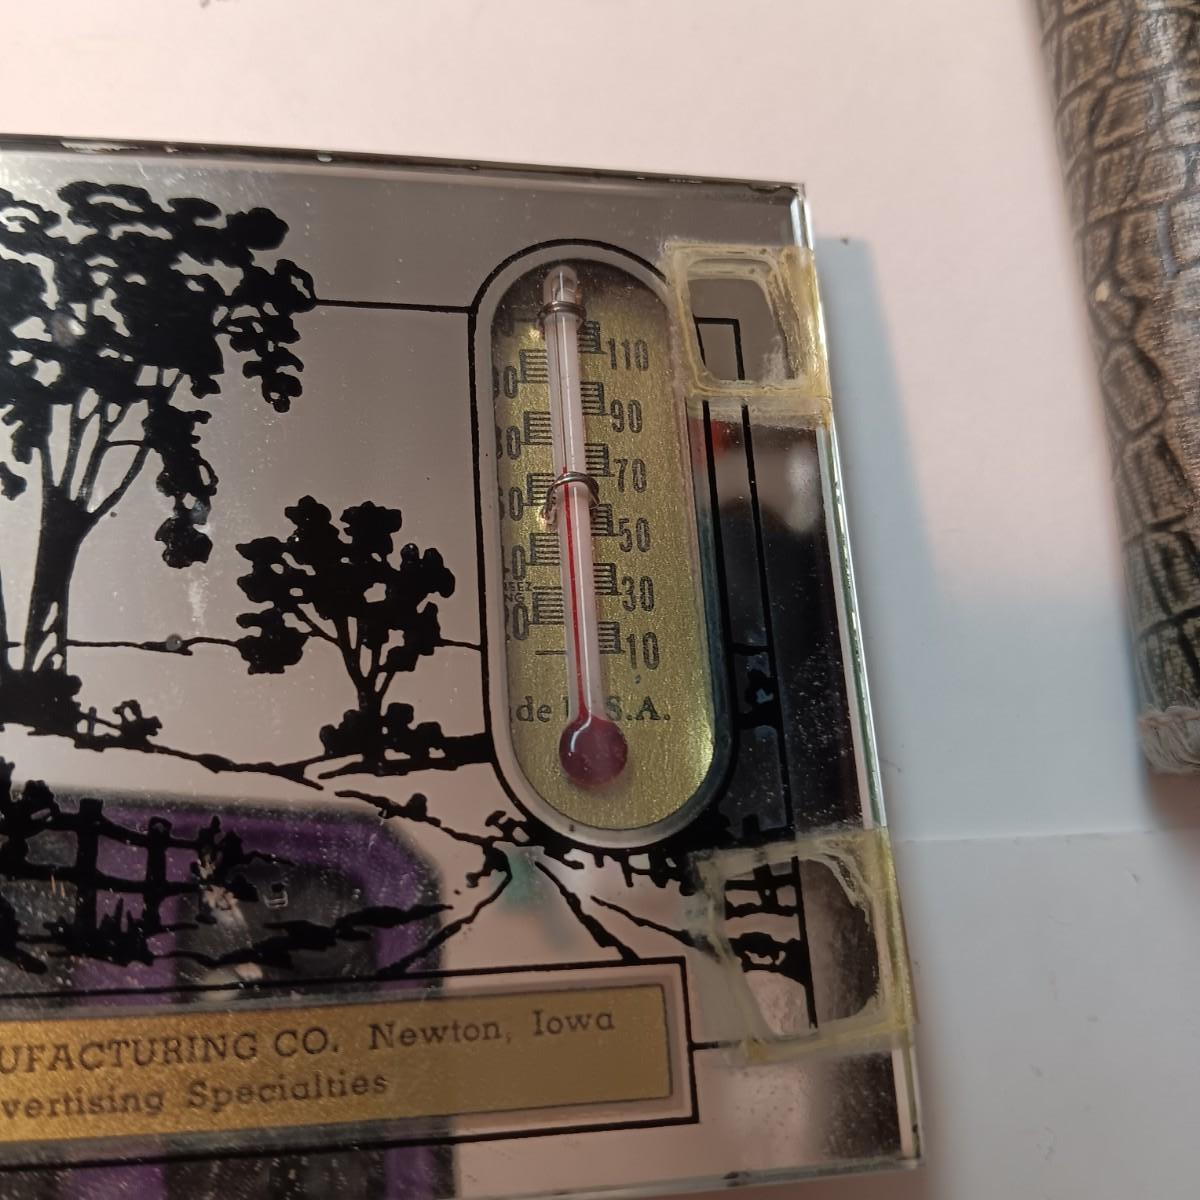 110
90
70
50
30
10
S.A.
UFACTURING CO. Newton, Iowa
vertising Specialties